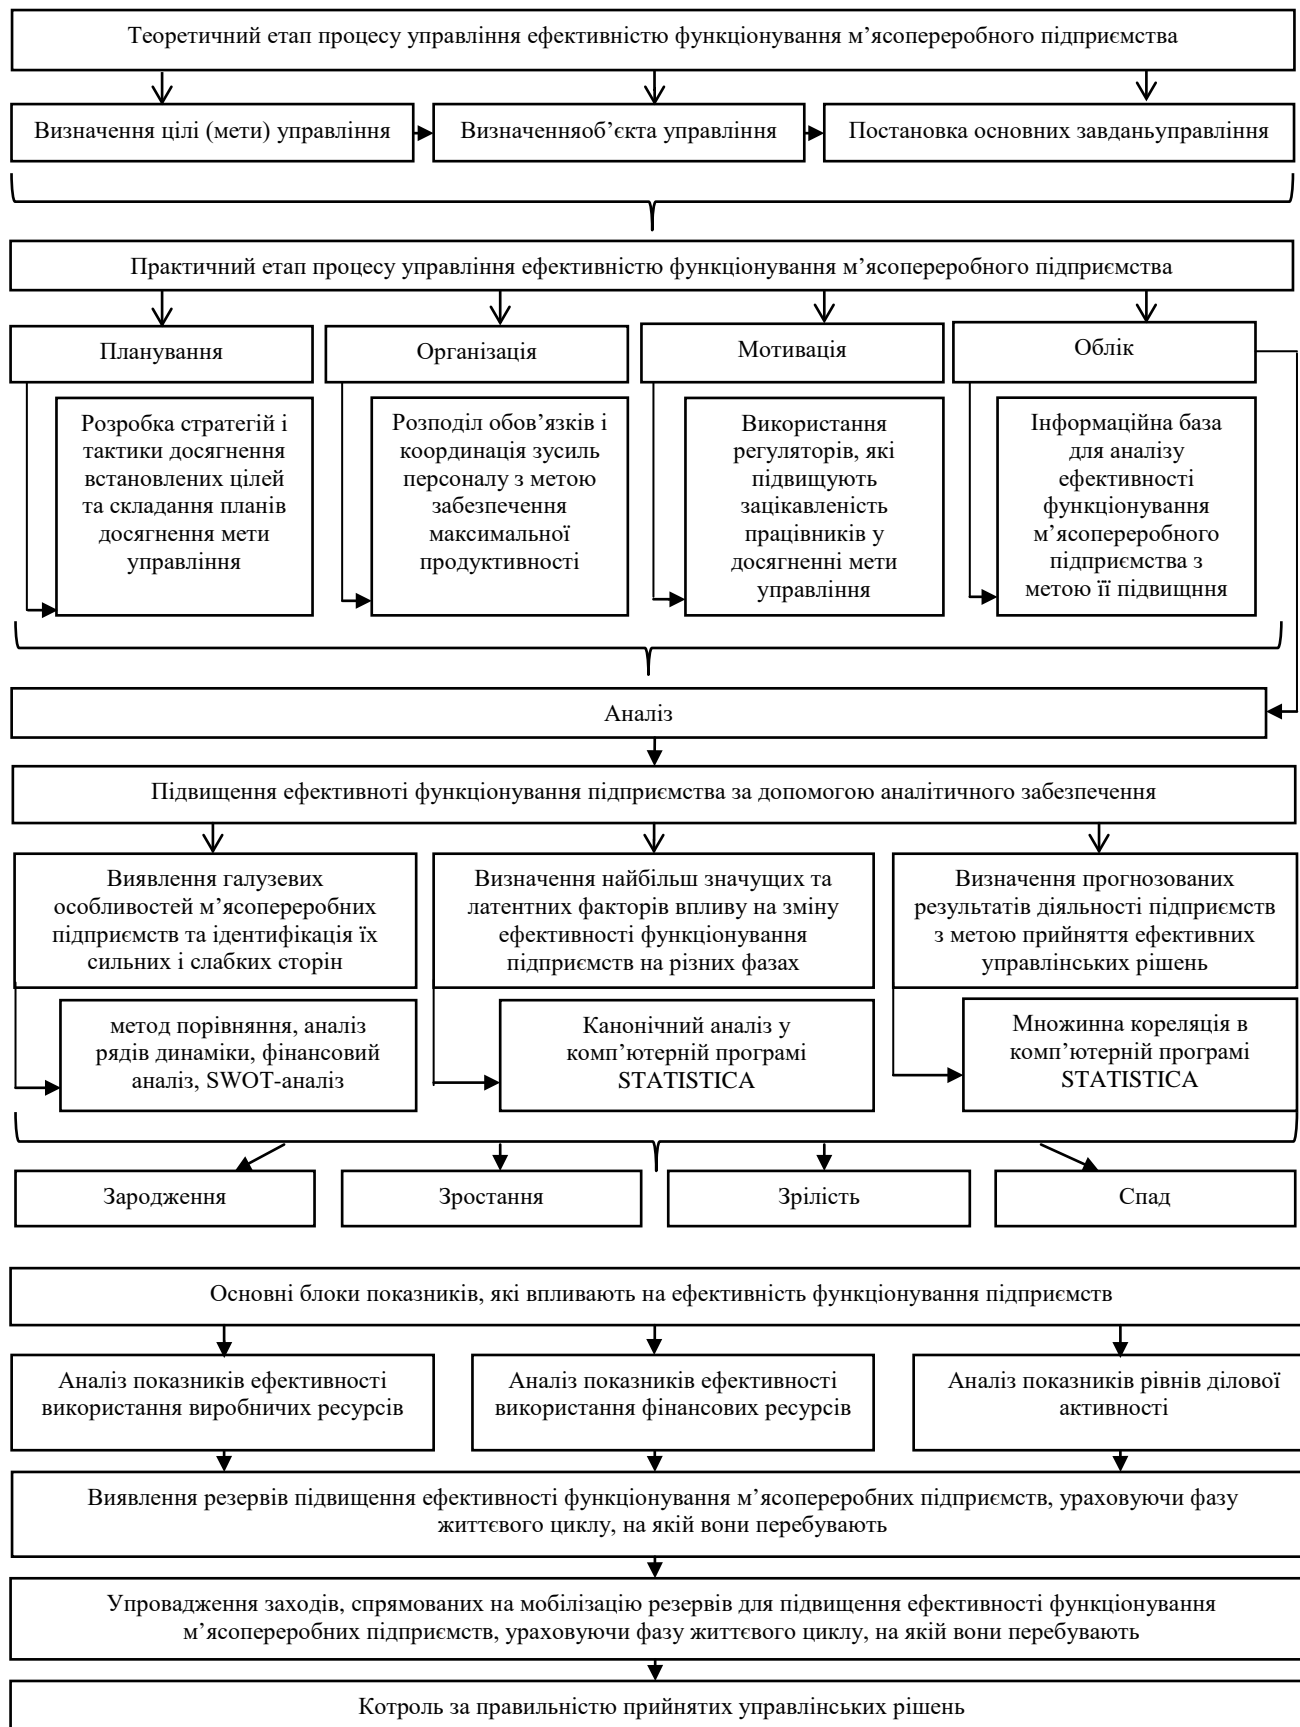 Теоретичний етап процесу управління ефективністю функціонування м’ясопереробного підприємства
Визначення цілі (мети) управління
Визначенняоб’єкта управління
Постановка основних завданьуправління
Практичний етап процесу управління ефективністю функціонування м’ясопереробного підприємства
Планування
Організація
Мотивація
Облік
Розробка стратегій і
тактики досягнення
встановлених цілей
та складання планів
досягнення мети
управління
Розподіл обов’язків і
координація зусиль
персоналу з метою
забезпечення
максимальної
продуктивності
Використання
регуляторів, які
підвищують
зацікавленість
працівників у
досягненні мети
управління
Інформаційна база
для аналізу
ефективності
функціонування
м’ясопереробного
підприємства з
метою її підвищння
Аналіз
Підвищення ефективноті функціонування підприємства за допомогою аналітичного забезпечення
Виявлення галузевих
особливостей м’ясопереробних
підприємств та ідентифікація їх
сильних і слабких сторін
Визначення найбільш значущих та
латентних факторів впливу на зміну
ефективності функціонування
підприємств на різних фазах
Визначення прогнозованих
результатів діяльності підприємств
з метою прийняття ефективних
управлінських рішень
метод порівняння, аналіз
рядів динаміки, фінансовий
аналіз, SWOT-аналіз
Канонічний аналіз у
комп’ютерній програмі
STATISTICA
Множинна кореляція в
комп’ютерній програмі
STATISTICA
Зародження
Зростання
Зрілість
Спад
Основні блоки показників, які впливають на ефективність функціонування підприємств
Аналіз показників ефективності
використання виробничих ресурсів
Аналіз показників ефективності
використання фінансових ресурсів
Аналіз показників рівнів ділової
активності
Виявлення резервів підвищення ефективності функціонування м’ясопереробних підприємств, ураховуючи фазу
життєвого циклу, на якій вони перебувають
Упровадження заходів, спрямованих на мобілізацію резервів для підвищення ефективності функціонування
м’ясопереробних підприємств, ураховуючи фазу життєвого циклу, на якій вони перебувають
Котроль за правильністю прийнятих управлінських рішень